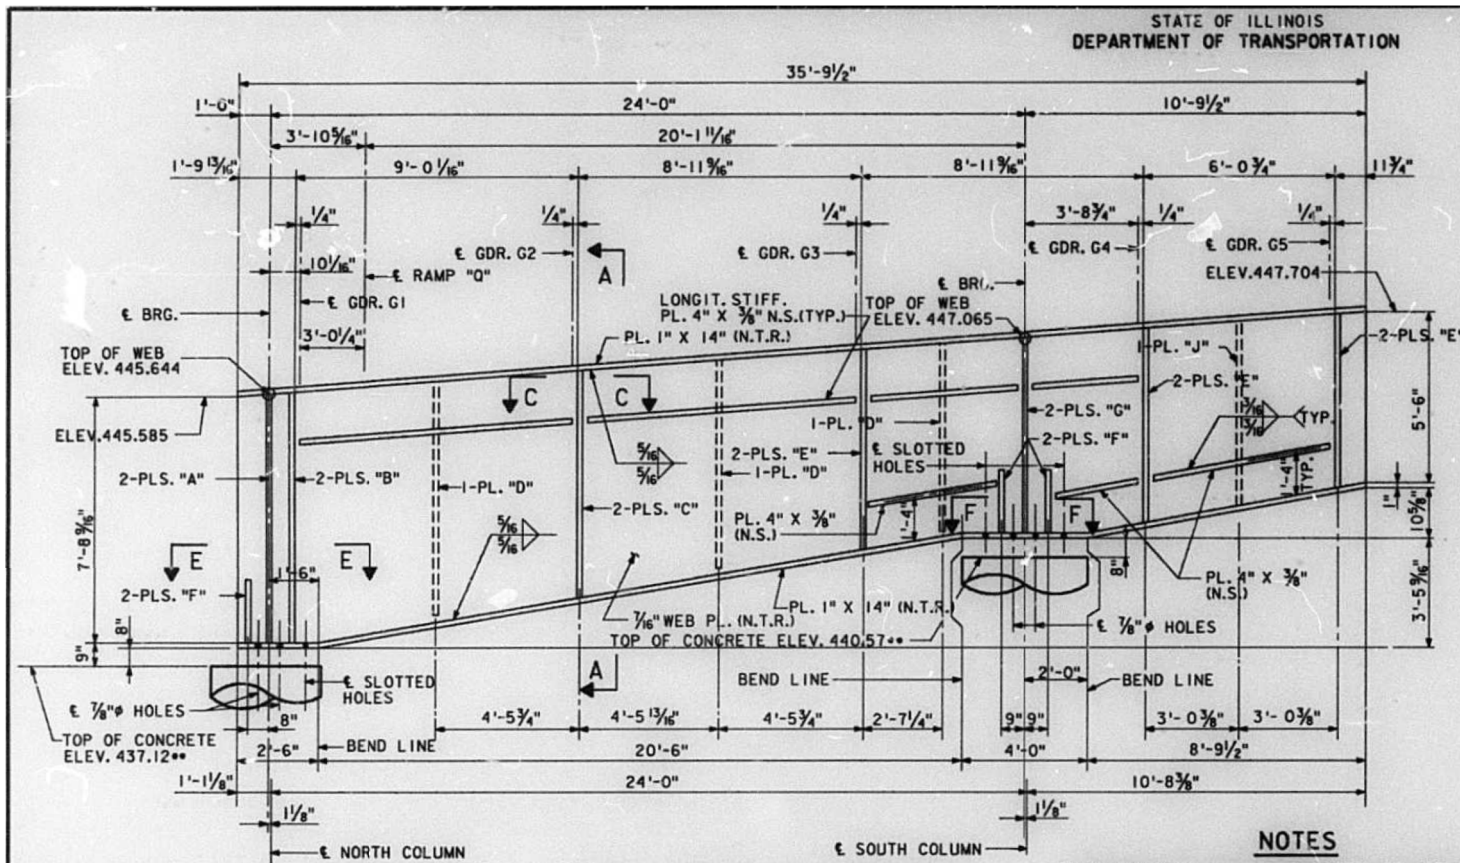 STATE OF ILLINOIS
DEPARTMENT OF TRANSPORTATION
35'-9½"
1'-0" 24'-0" 10'-9½"
3'-10⁵⁄₁₆" 20'-1 ¹¹⁄₁₆"
1'-9 ¹³⁄₁₆" 9'-0 ¹⁄₁₆" 8'-11⁹⁄₁₆" 8'-11⁹⁄₁₆" 6'-0¾" 11¾"
¼" ¼" ¼" 3'-8¾" ¼" ¼"
℄ GDR. G2 A ℄ GDR. G3 ℄ GDR. G4 ℄ GDR. G5
10¹⁄₁₆" ℄ RAMP "Q" ELEV.447.704
℄ GDR. G1 ℄ BRG.
℄ BRG.
LONGIT. STIFF.
PL. 4" X ⅜" N.S.(TYP.)
TOP OF WEB
ELEV. 447.065
3'-0¼" PL. 1" X 14" (N.T.R.)
TOP OF WEB
ELEV. 445.644
1-PL. "J" 2-PLS. "E"
C C 2-PLS. "E"
1-PL. "D" 2-PLS. "G"
³⁄₁₆
³⁄₁₆ TYP.
5'-6"
ELEV.445.585 2-PLS. "F"
℄ SLOTTED
HOLES
⁵⁄₁₆
⁵⁄₁₆
2-PLS. "E"
2-PLS. "A" 2-PLS. "B" 1-PL. "D" 1-PL. "D"
2-PLS. "C"
1'-4"
TYP.
1"
10⅝"
F F
PL. 4" X ⅜"
(N.S.)
1'-4"
7'-8⁹⁄₁₆"
⁵⁄₁₆
⁵⁄₁₆
E E
1'-6"
2-PLS. "F"
8"
PL. 4" X ⅜"
(N.S.)
3'-5⁵⁄₁₆"
PL. 1" X 14" (N.T.R.)
⁷⁄₁₆" WEB PL. (N.T.R.)
8"
9"
TOP OF CONCRETE ELEV. 440.57**
℄ ⅞"ø HOLES
A
BEND LINE 2'-0" BEND LINE
℄ SLOTTED
HOLES
℄ ⅞"ø HOLES 8"
4'-5¾" 4'-5¹³⁄₁₆" 4'-5¾" 2'-7¼" 9" 9" 3'-0⅜" 3'-0⅜"
TOP OF CONCRETE
ELEV. 437.12**
2'-6" BEND LINE 20'-6" 4'-0" 8'-9½"
1'-1⅛" 24'-0" 10'-8⅜"
1⅛" 1⅛"
℄ NORTH COLUMN ℄ SOUTH COLUMN
NOTES